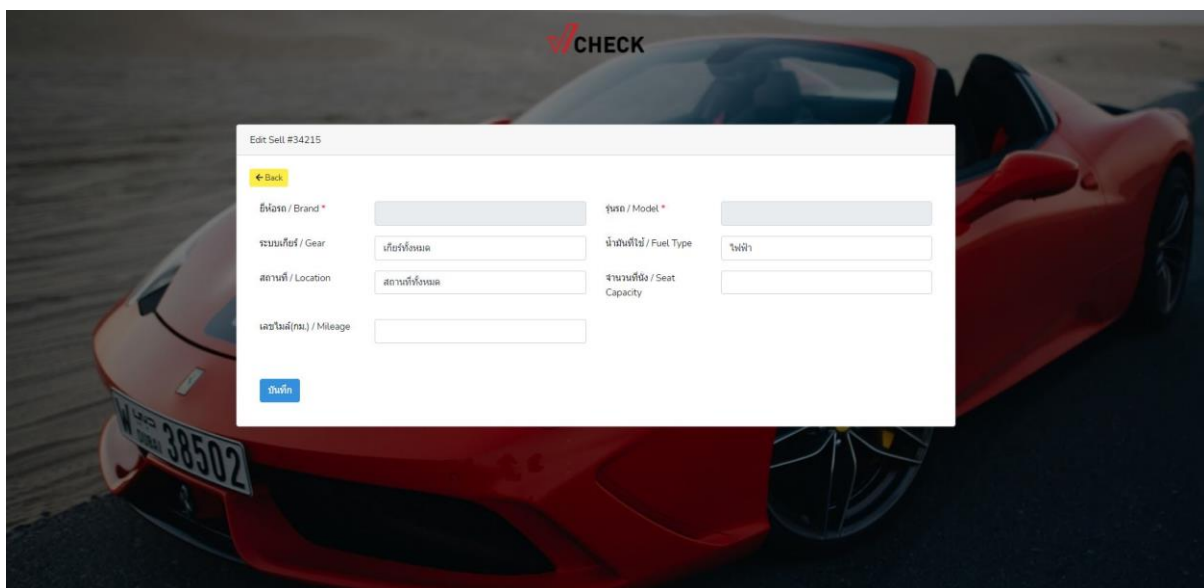 CHECK
Edit Sell #34215
← Back
ยี่ห้อรถ / Brand *
รุ่นรถ / Model *
ระบบเกียร์ / Gear
เกียร์ทั้งหมด
น้ำมันที่ใช้ / Fuel Type
ไฟฟ้า
สถานที่ / Location
สถานที่ทั้งหมด
จำนวนที่นั่ง / Seat
Capacity
เลขไมล์(กม.) / Mileage
บันทึก
W DUBAI 38502